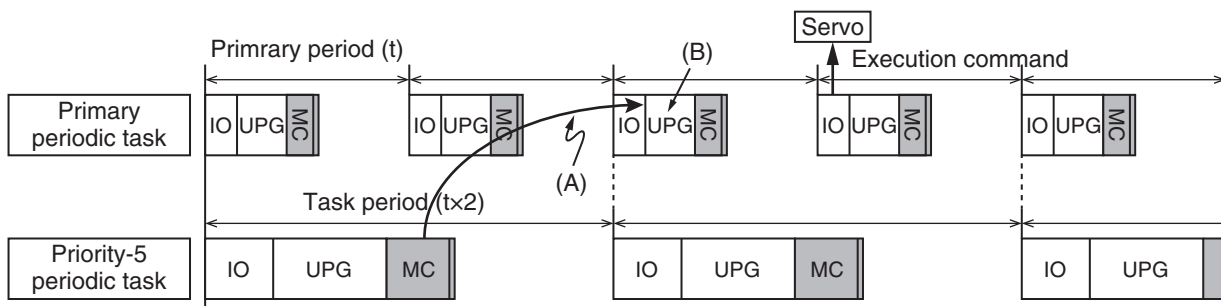 Servo
Primrary period (t)
(B)
Execution command
Primary
periodic task
IO UPG MC
IO UPG MC
IO UPG MC
IO UPG MC
IO UPG MC
(A)
Task period (t×2)
Priority-5
periodic task
IO UPG MC
IO UPG MC
IO UPG